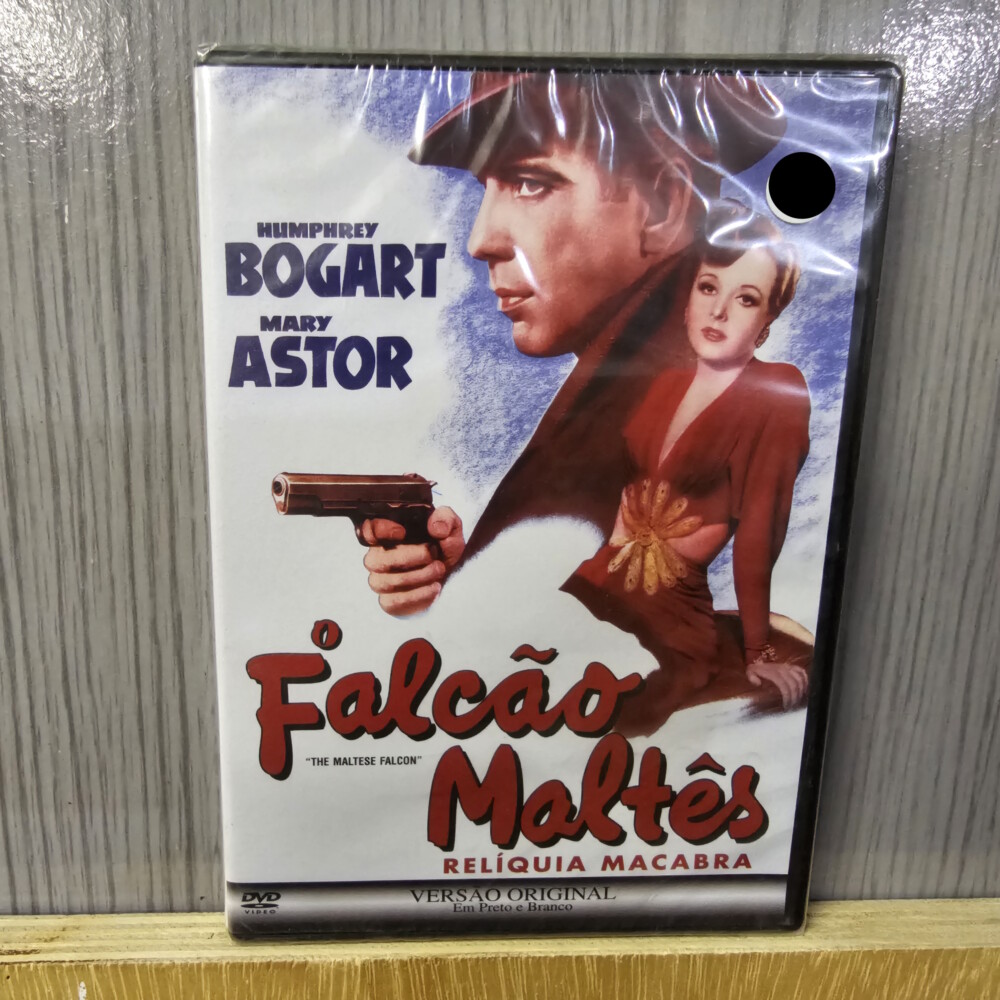 HUMPHREY
BOGART
MARY
ASTOR
O
Falcão
"THE MALTESE FALCON"
Maltês
RELÍQUIA MACABRA
DVD
VIDEO
VERSÃO ORIGINAL
Em Preto e Branco